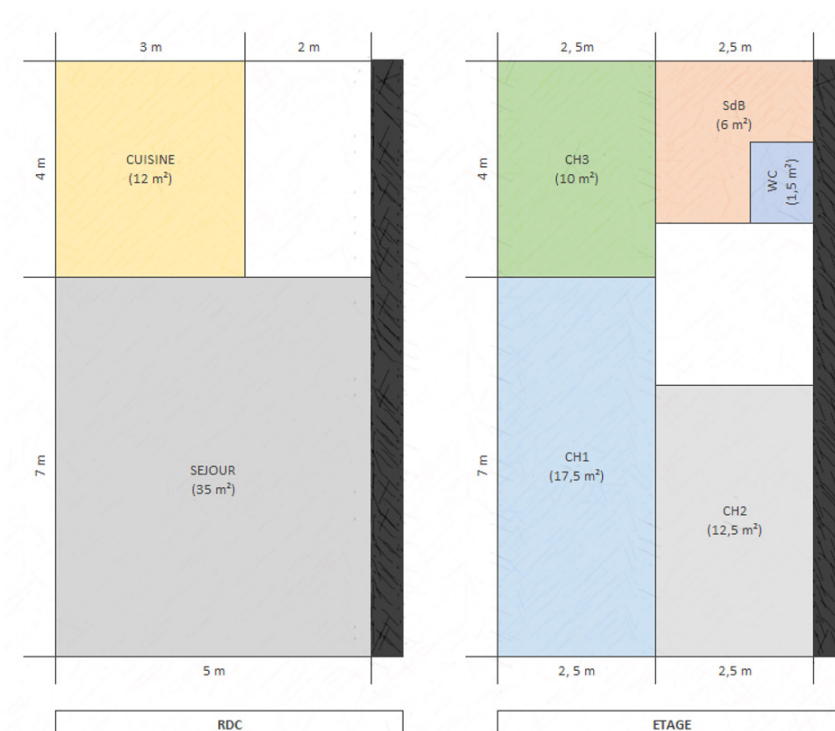 3 m
2 m
4 m
CUISINE
(12 m²)
7 m
SEJOUR
(35 m²)
5 m
RDC
2, 5m
2,5 m
4 m
CH3
(10 m²)
SdB
(6 m²)
WC
(1,5 m²)
7 m
CH1
(17,5 m²)
CH2
(12,5 m²)
2, 5 m
2,5 m
ETAGE